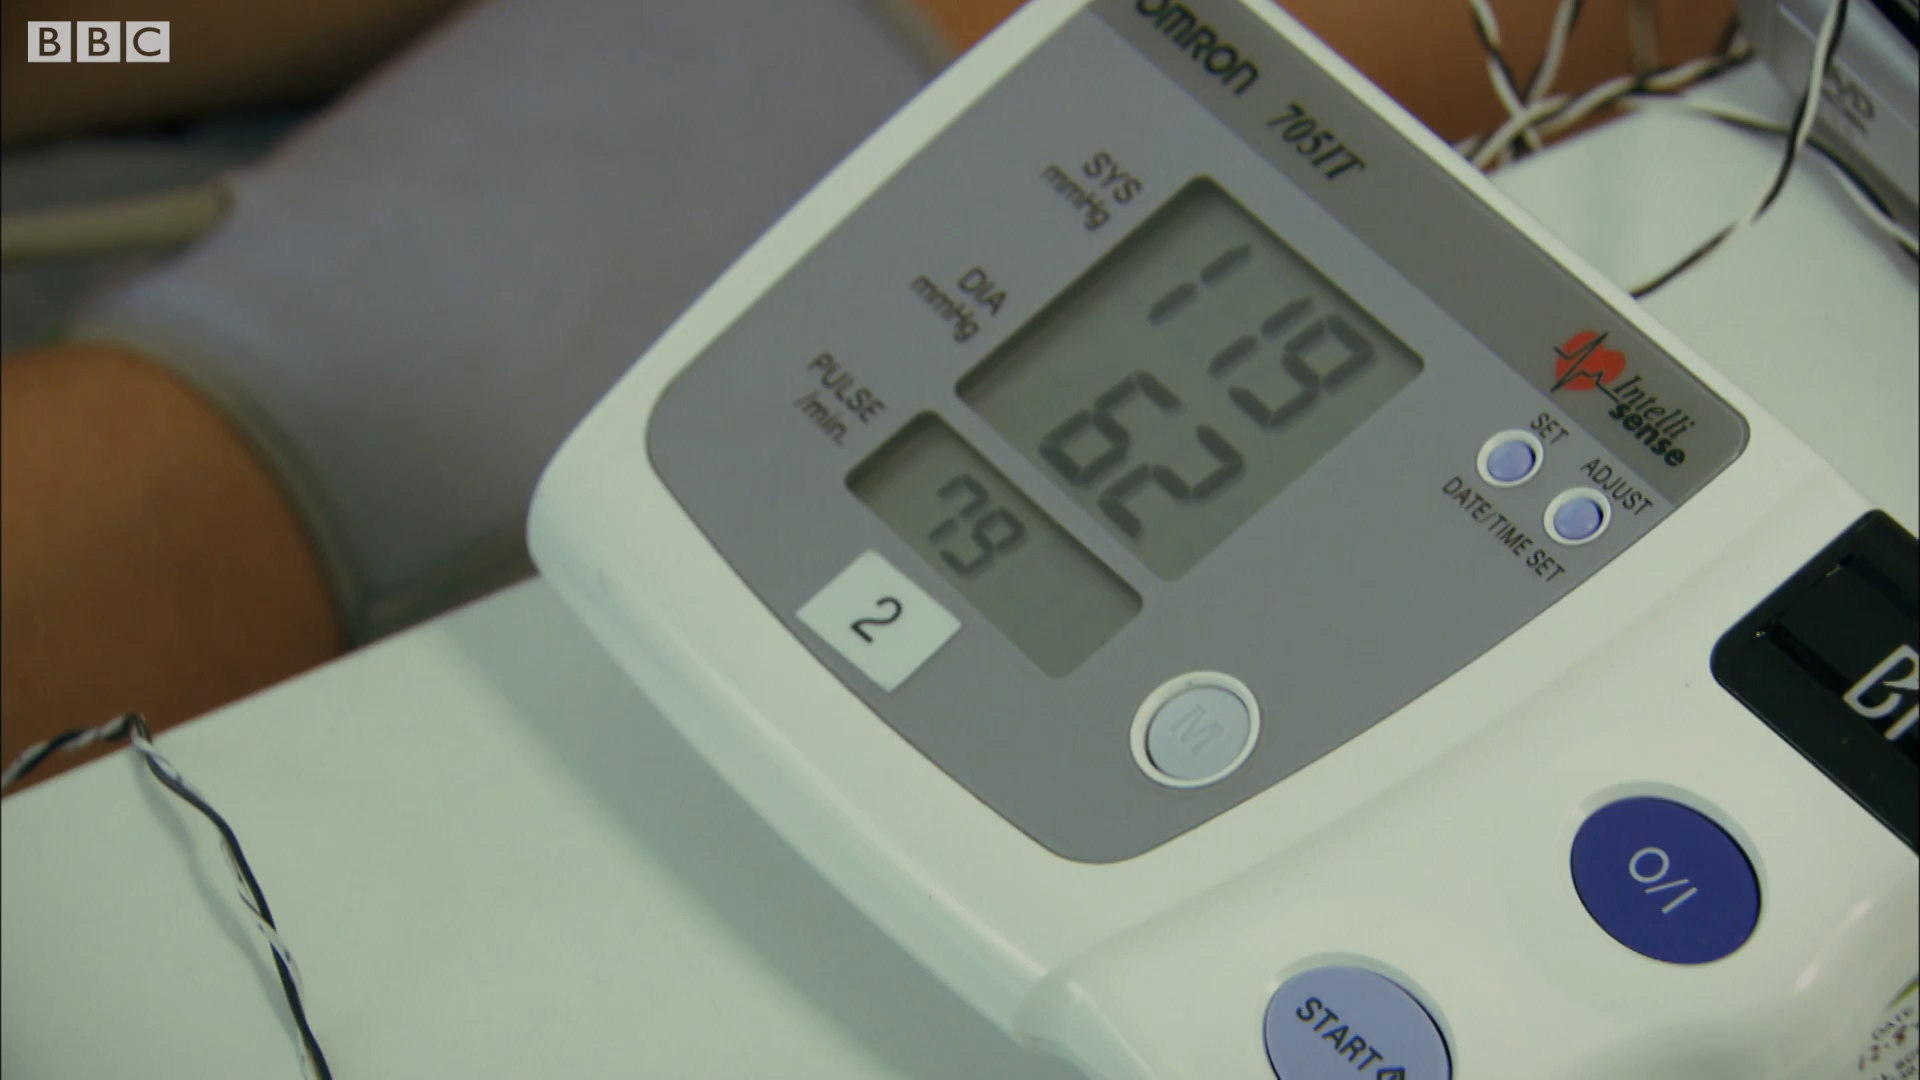 BBC
OMRON 705IT
SYS
mmHg
119
DIA
mmHg
62
PULSE
/min.
79
2
M
Intelli
sense
SET
ADJUST
DATE/TIME SET
O/I
START